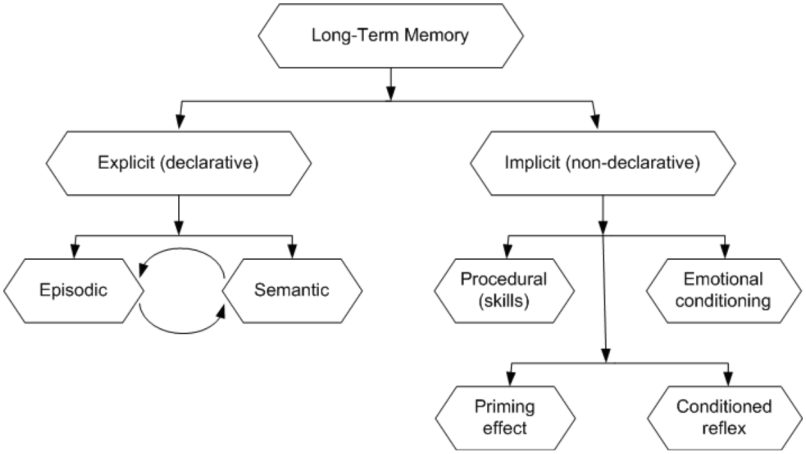 Long-Term Memory
Explicit (declarative)
Implicit (non-declarative)
Episodic
Semantic
Procedural
(skills)
Emotional
conditioning
Priming
effect
Conditioned
reflex